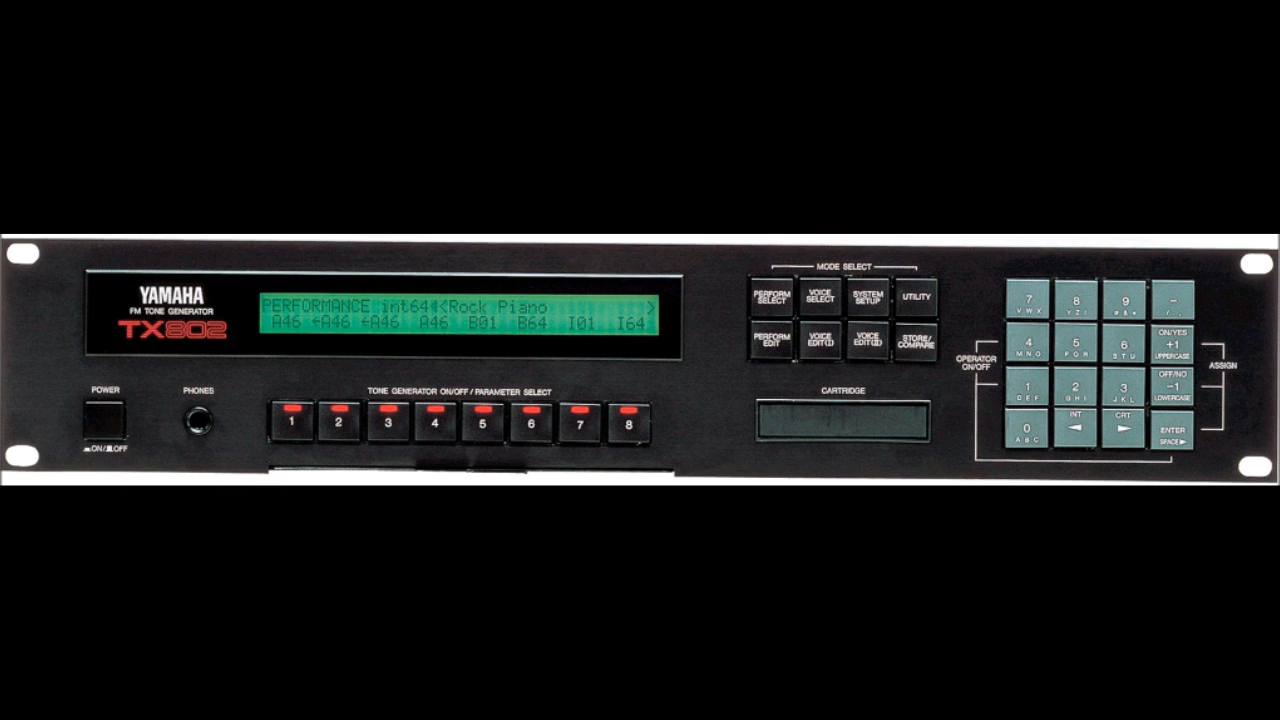 YAMAHA
FM TONE GENERATOR
TX802
PERFORMANCE int64<Rock Piano >
A46 ←A46 ←A46 A46 B01 B64 I01 I64
POWER
ON/OFF
PHONES
TONE GENERATOR ON/OFF / PARAMETER SELECT
1 2 3 4 5 6 7 8
MODE SELECT
PERFORM SELECT
VOICE SELECT
SYSTEM SETUP
UTILITY
PERFORM EDIT
VOICE EDIT(I)
VOICE EDIT(II)
STORE/COMPARE
CARTRIDGE
OPERATOR
ON/OFF
7
V W X
8
Y Z
9
# & *
–
4
M N O
5
P Q R
6
S T U
ON/YES
+1
UPPERCASE
1
D E F
2
G H I
3
J K L
OFF/NO
−1
LOWERCASE
0
A B C
INT
◄
CRT
►
ENTER
SPACE►
ASSIGN